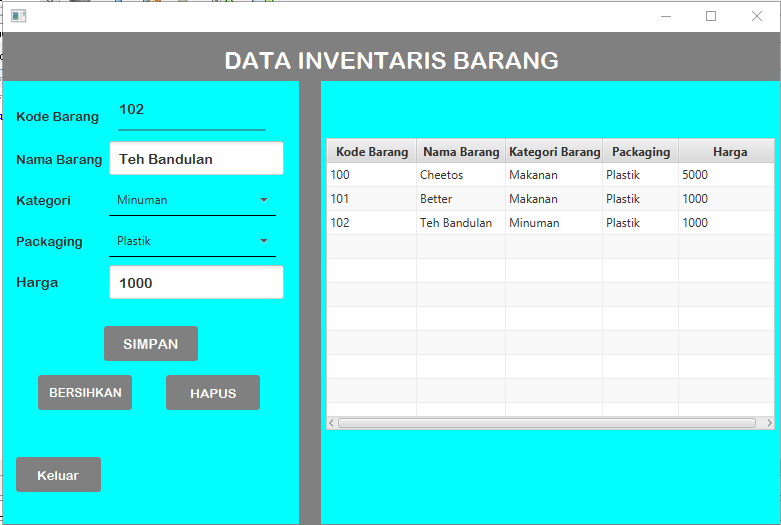 DATA INVENTARIS BARANG
Kode Barang 102
Nama Barang Teh Bandulan
Kategori Minuman
Packaging Plastik
Harga 1000
SIMPAN
BERSIHKAN HAPUS
Keluar
Kode Barang Nama Barang Kategori Barang Packaging Harga
100 Cheetos Makanan Plastik 5000
101 Better Makanan Plastik 1000
102 Teh Bandulan Minuman Plastik 1000